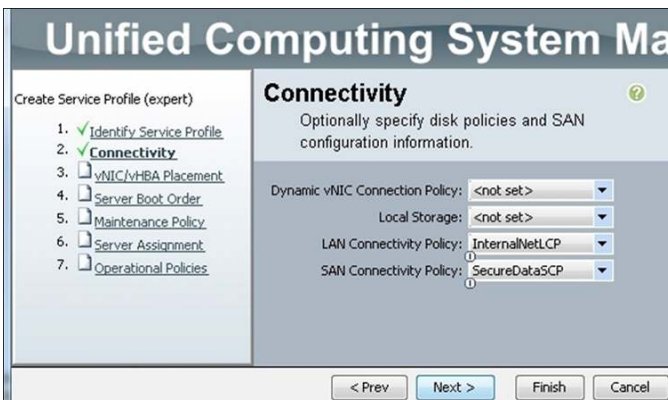 Unified Computing System Ma
Create Service Profile (expert)
1. Identify Service Profile
2. Connectivity
3. vNIC/vHBA Placement
4. Server Boot Order
5. Maintenance Policy
6. Server Assignment
7. Operational Policies
Connectivity
Optionally specify disk policies and SAN
configuration information.
Dynamic vNIC Connection Policy: <not set>
Local Storage: <not set>
LAN Connectivity Policy: InternalNetLCP
SAN Connectivity Policy: SecureDataSCP
< Prev
Next >
Finish
Cancel